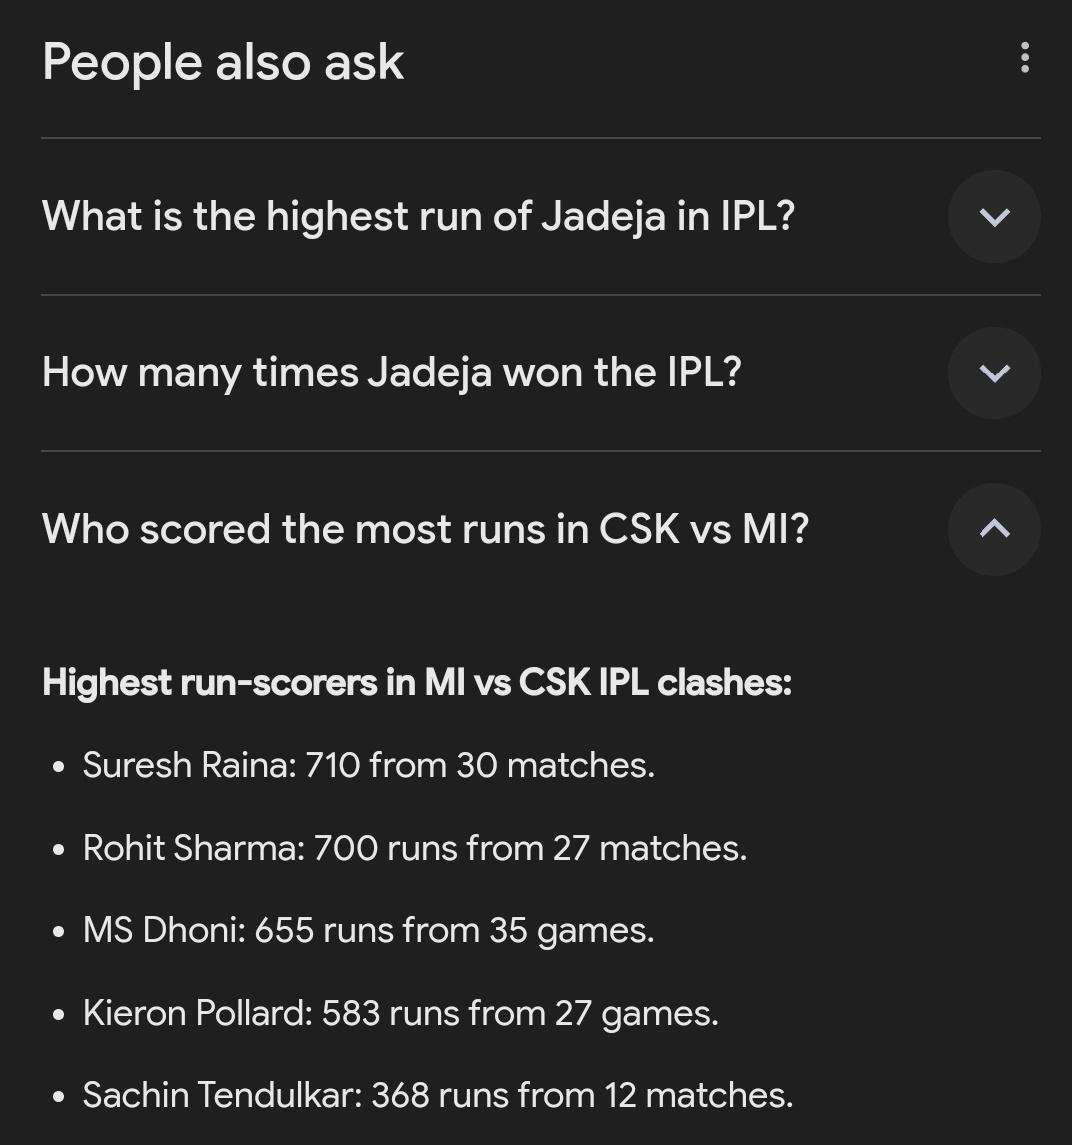 People also ask
What is the highest run of Jadeja in IPL?
How many times Jadeja won the IPL?
Who scored the most runs in CSK vs MI?
Highest run-scorers in MI vs CSK IPL clashes:
• Suresh Raina: 710 from 30 matches.
• Rohit Sharma: 700 runs from 27 matches.
• MS Dhoni: 655 runs from 35 games.
• Kieron Pollard: 583 runs from 27 games.
• Sachin Tendulkar: 368 runs from 12 matches.